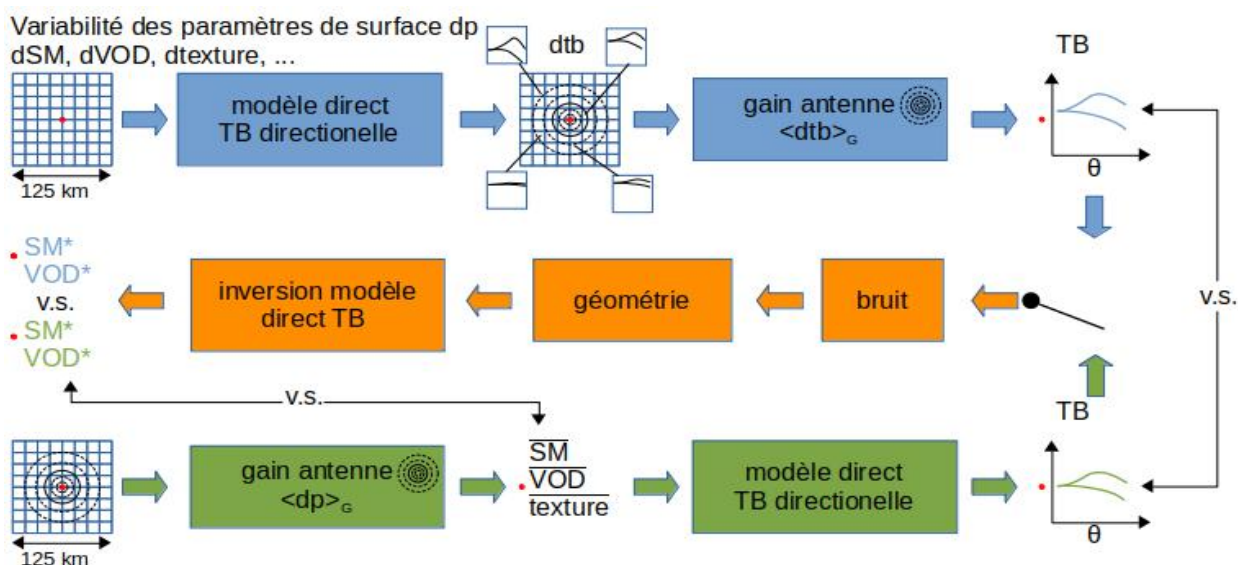 Variabilité des paramètres de surface dp
dSM, dVOD, dtexture, ...
125 km
modèle direct
TB directionelle
dtb
gain antenne
<dtb>G
TB
θ
SM*
VOD*
v.s.
SM*
VOD*
inversion modèle
direct TB
géométrie
bruit
v.s.
v.s.
125 km
gain antenne
<dp>G
SM
VOD
texture
modèle direct
TB directionelle
TB
θ